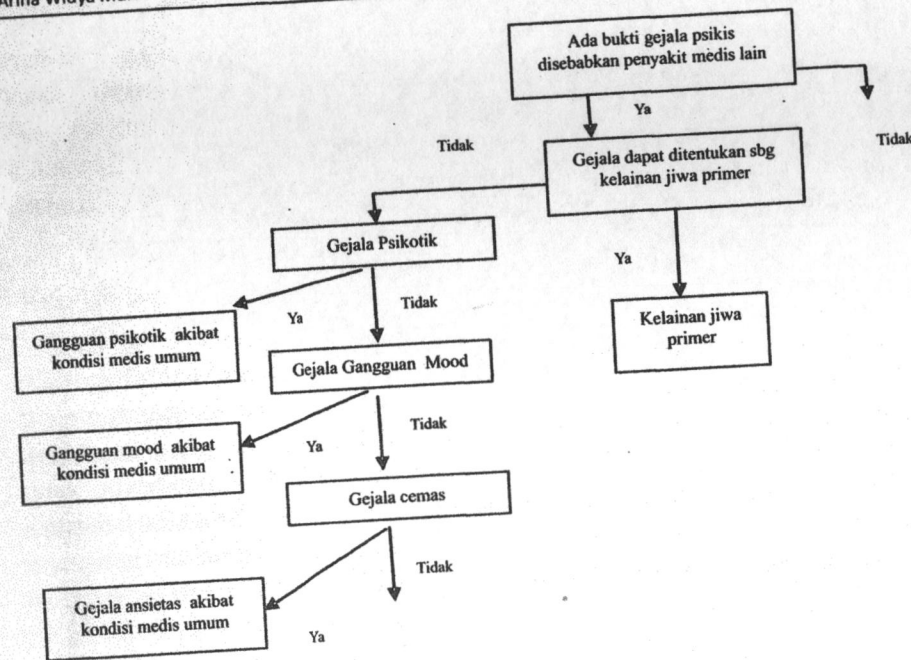 Ada bukti gejala psikis
disebabkan penyakit medis lain
Ya
Tidak
Gejala dapat ditentukan sbg
kelainan jiwa primer
Tidak
Ya
Kelainan jiwa
primer
Gejala Psikotik
Ya
Tidak
Gangguan psikotik akibat
kondisi medis umum
Gejala Gangguan Mood
Ya
Tidak
Gangguan mood akibat
kondisi medis umum
Gejala cemas
Ya
Tidak
Gejala ansietas akibat
kondisi medis umum